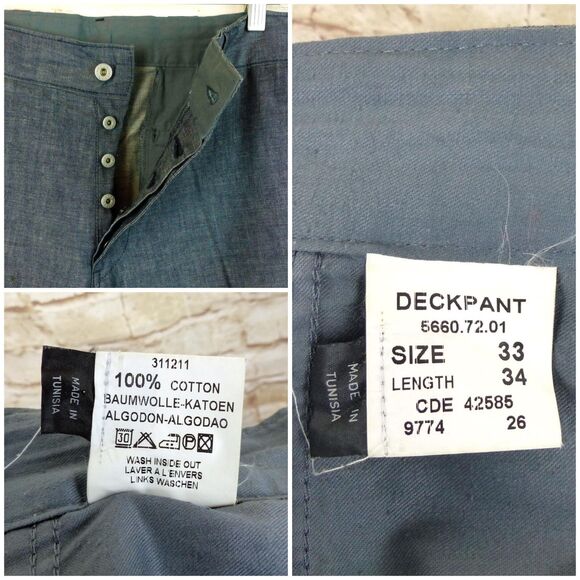 DECKPANT
5660.72.01
SIZE 33
LENGTH 34
CDE 42585
9774 26
MADE IN
TUNISIA
311211
100% COTTON
BAUMWOLLE-KATOEN
ALGODON-ALGODAO
30
WASH INSIDE OUT
LAVER A L'ENVERS
LINKS WASCHEN
MADE IN
TUNISIA